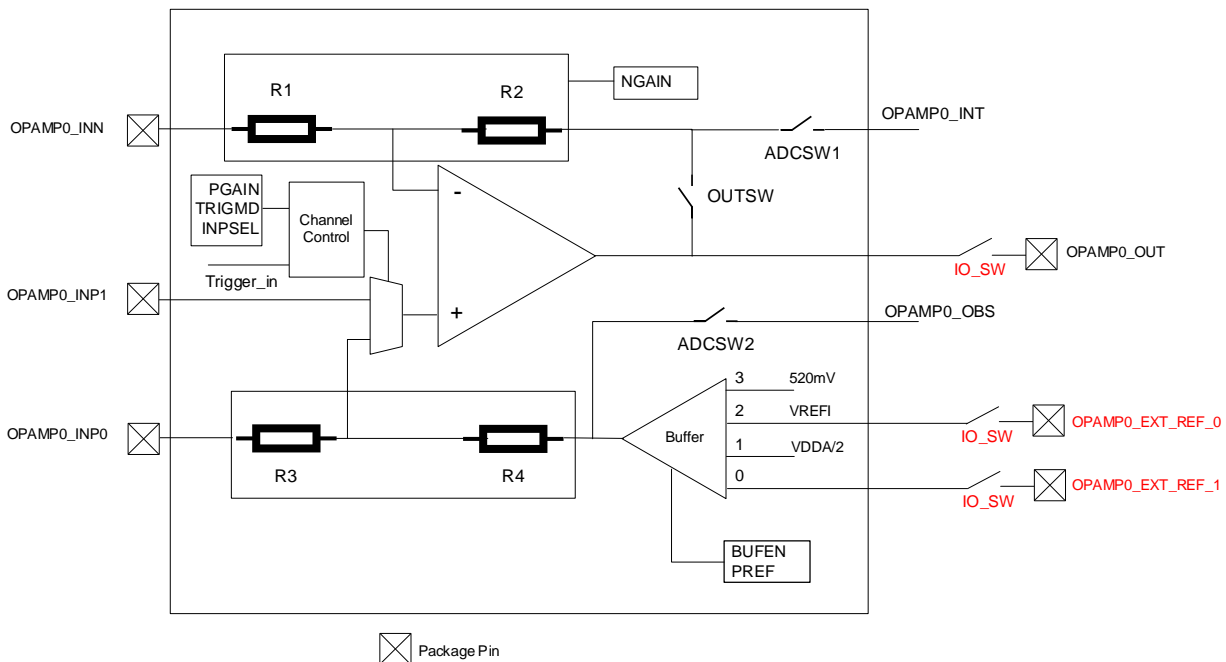 R1
R2
NGAIN
OPAMP0_INN
OPAMP0_INT
ADCSW1
PGAIN
TRIGMD
INPSEL
Channel
Control
-
OUTSW
Trigger_in
OPAMP0_OUT
IO_SW
OPAMP0_INP1
+
OPAMP0_OBS
ADCSW2
3
520mV
2
VREFI
OPAMP0_EXT_REF_0
IO_SW
OPAMP0_INP0
Buffer
1
VDDA/2
R3
R4
0
OPAMP0_EXT_REF_1
IO_SW
BUFEN
PREF
Package Pin